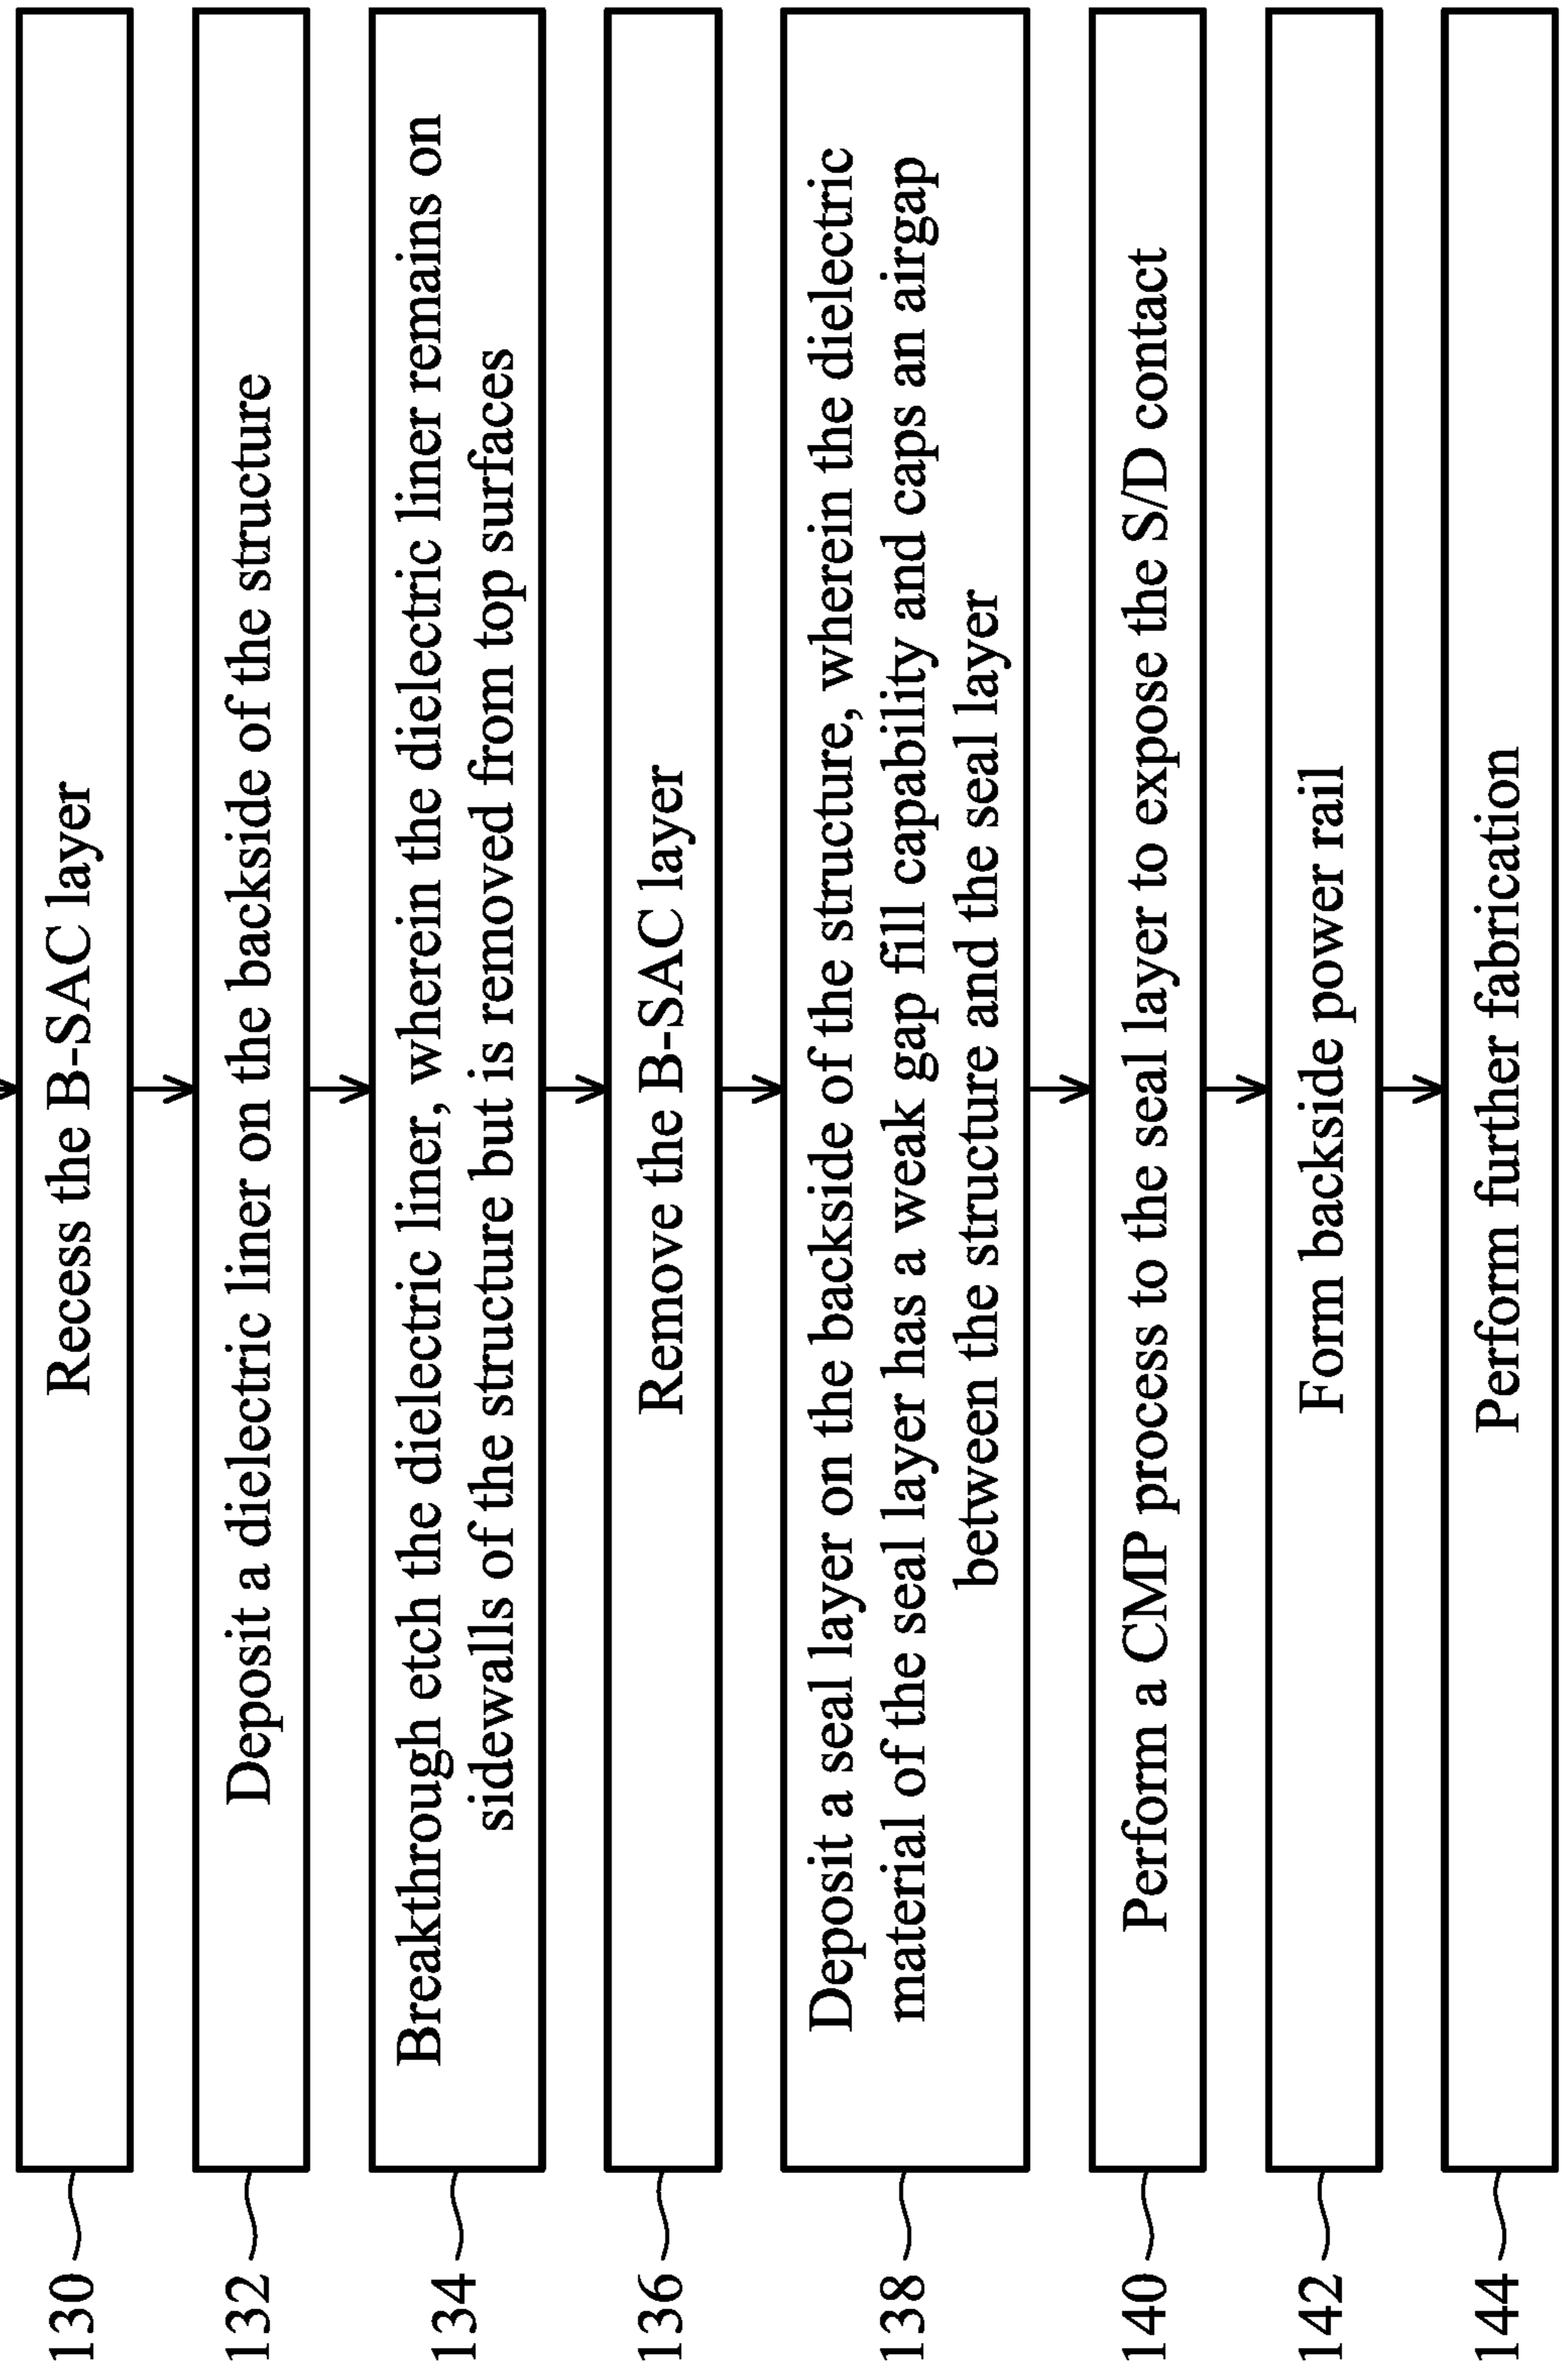 130
Recess the B-SAC layer
132
Deposit a dielectric liner on the backside of the structure
134
Breakthrough etch the dielectric liner, wherein the dielectric liner remains on
sidewalls of the structure but is removed from top surfaces
136
Remove the B-SAC layer
138
Deposit a seal layer on the backside of the structure, wherein the dielectric
material of the seal layer has a weak gap fill capability and caps an airgap
between the structure and the seal layer
140
Perform a CMP process to the seal layer to expose the S/D contact
142
Form backside power rail
144
Perform further fabrication